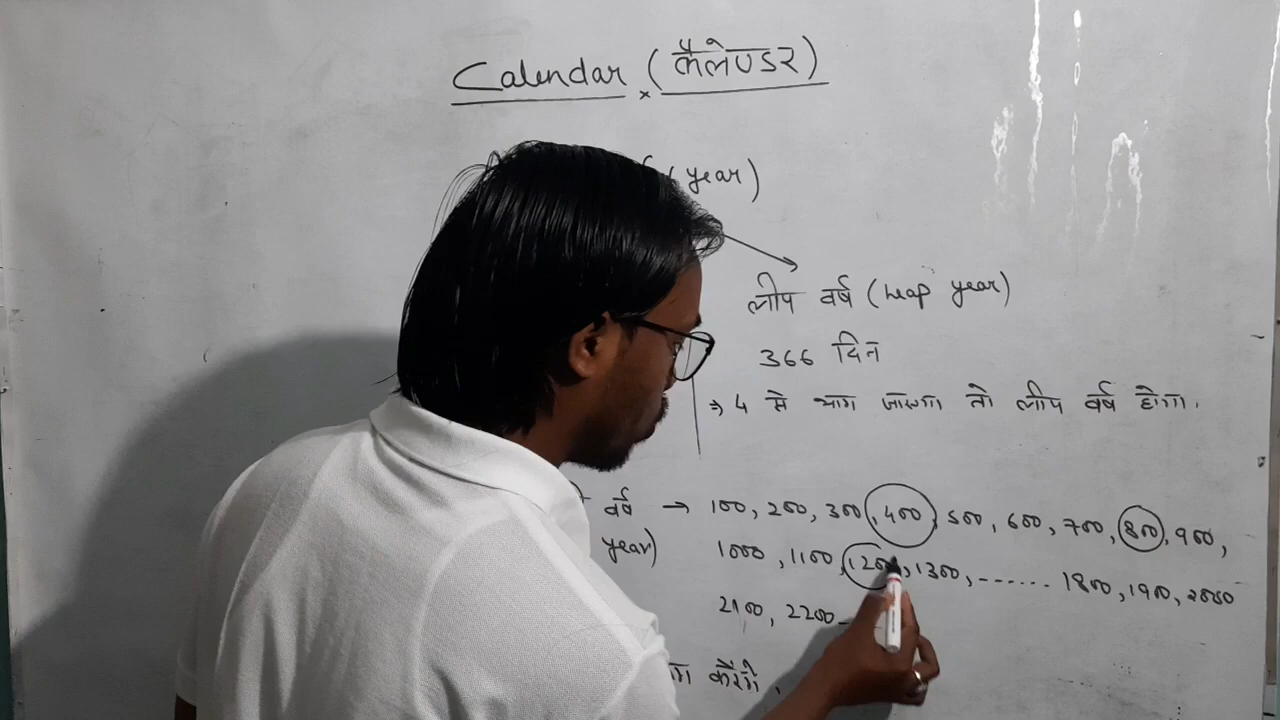 Calendar (कैलेण्डर)
(year)
लीप वर्ष (Leap year)
366 दिन
⇒ 4 से भाग जाएगा तो लीप वर्ष होगा.
वर्ष → 100, 200, 300, 400, 500, 600, 700, 800, 900,
year) 1000, 1100, 1200, 1300, ------ 1800, 1900, 2000
2100, 2200--
करेंगे.